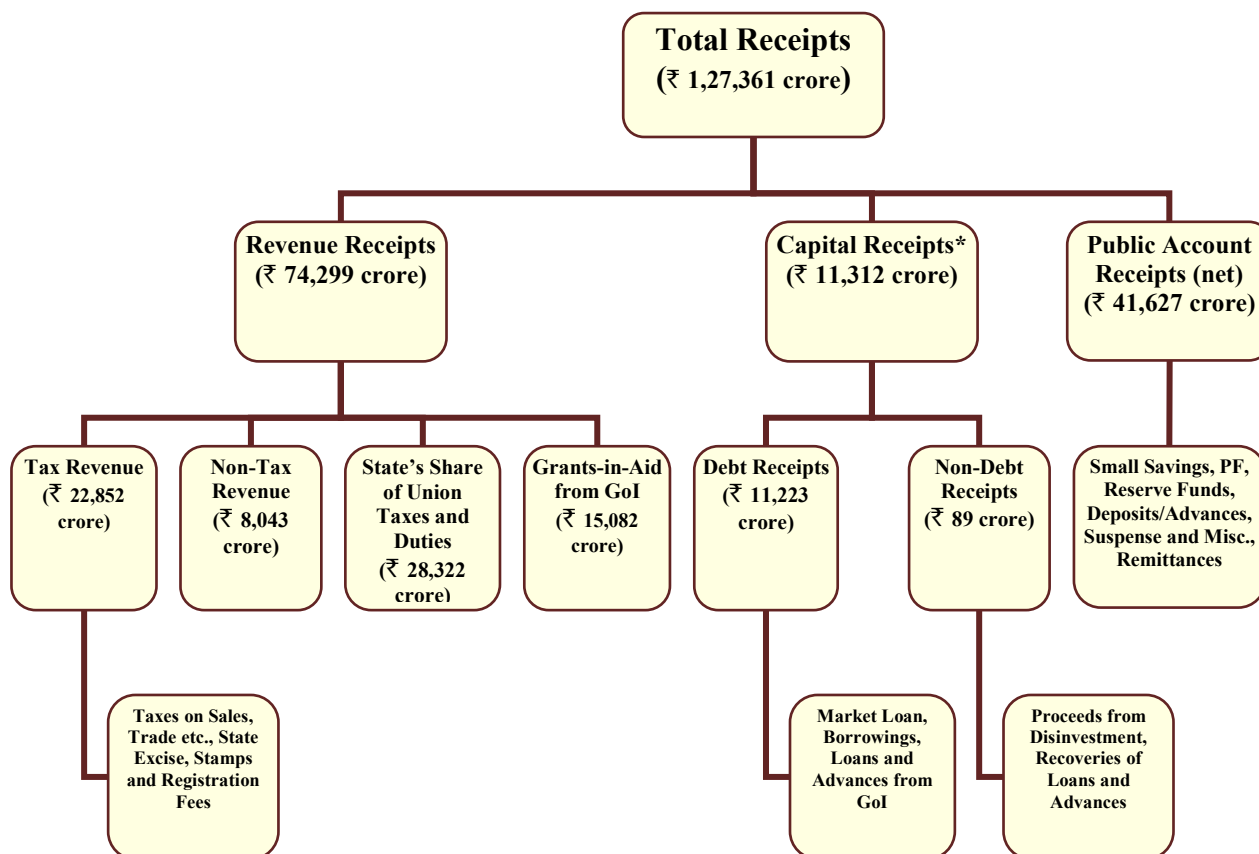 Total Receipts
(₹ 1,27,361 crore)
Revenue Receipts
(₹ 74,299 crore)
Capital Receipts*
(₹ 11,312 crore)
Public Account
Receipts (net)
(₹ 41,627 crore)
Tax Revenue
(₹ 22,852
crore)
Non-Tax
Revenue
(₹ 8,043
crore)
State’s Share
of Union
Taxes and
Duties
(₹ 28,322
crore)
Grants-in-Aid
from GoI
(₹ 15,082
crore)
Debt Receipts
(₹ 11,223
crore)
Non-Debt
Receipts
(₹ 89 crore)
Small Savings, PF,
Reserve Funds,
Deposits/Advances,
Suspense and Misc.,
Remittances
Taxes on Sales,
Trade etc., State
Excise, Stamps
and Registration
Fees
Market Loan,
Borrowings,
Loans and
Advances from
GoI
Proceeds from
Disinvestment,
Recoveries of
Loans and
Advances